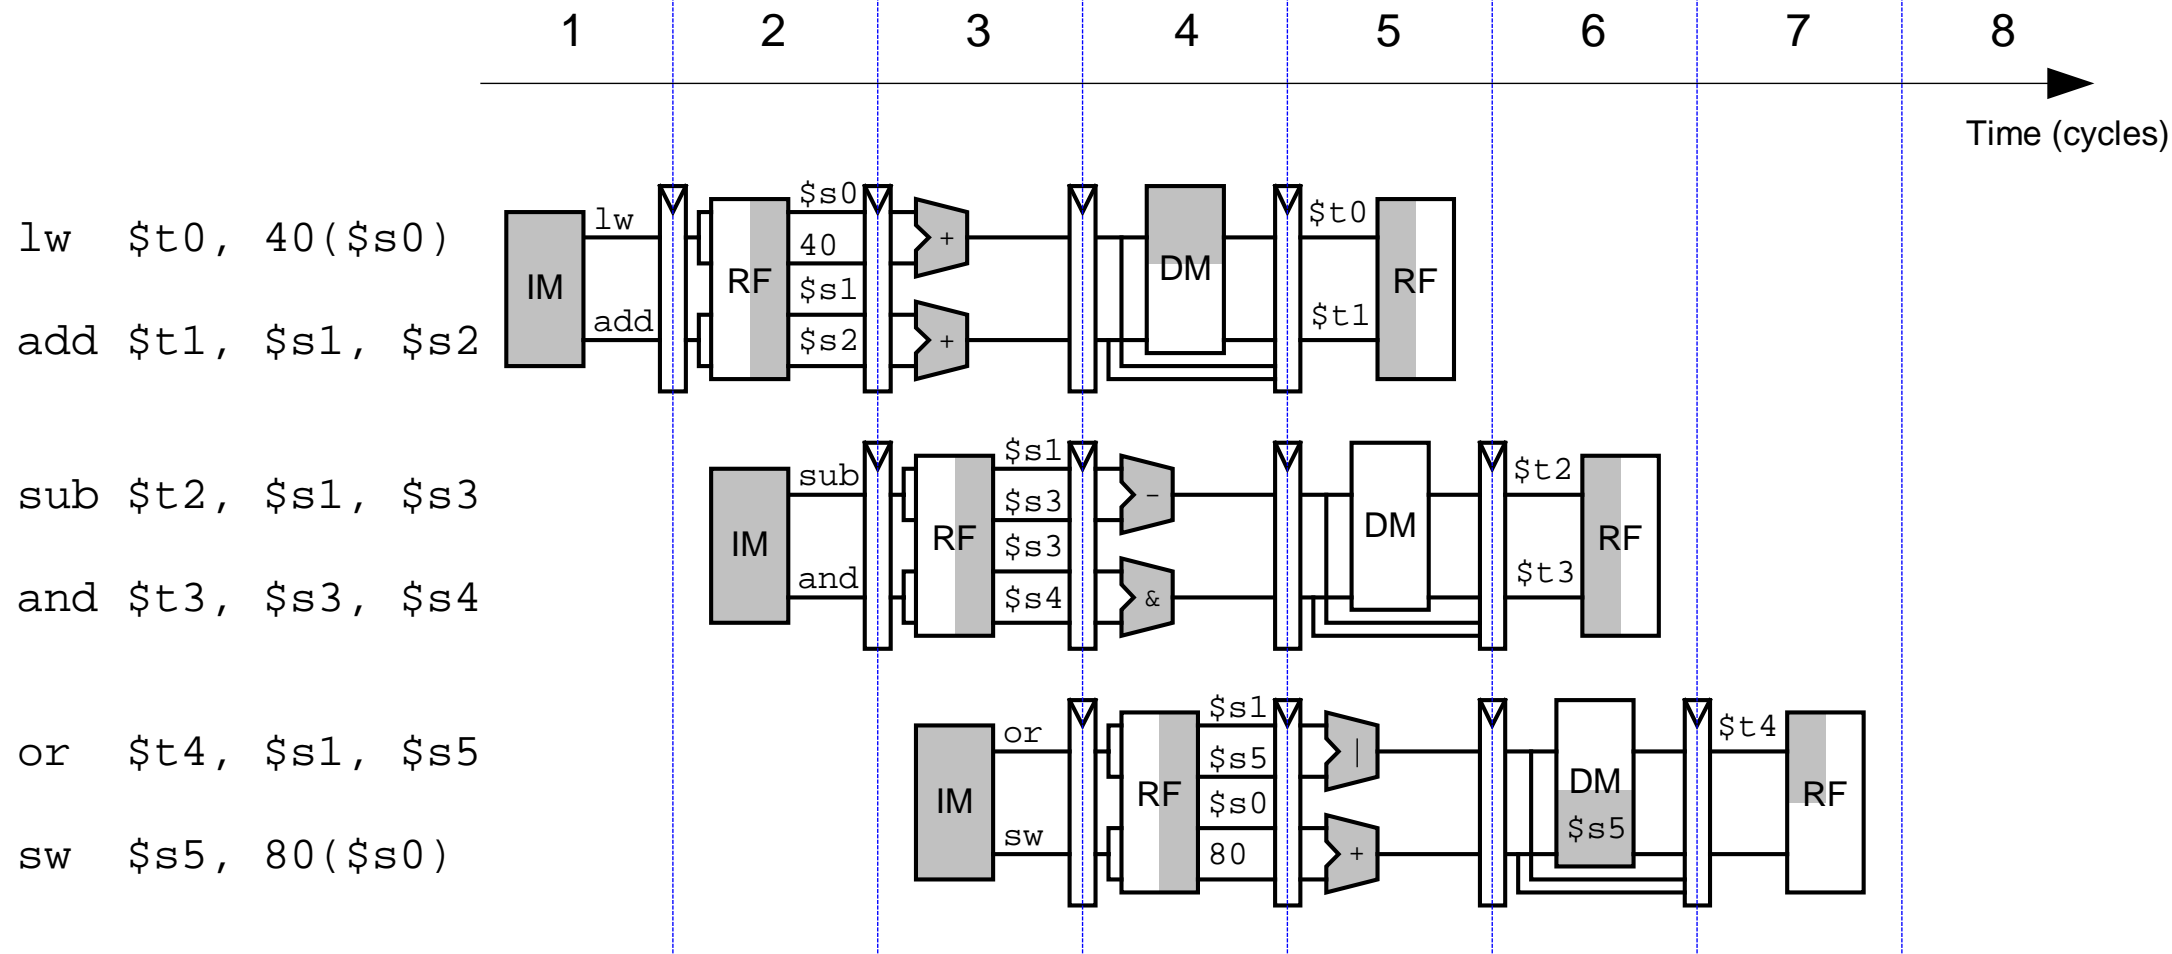 1 2 3 4 5 6 7 8
Time (cycles)
lw $t0, 40($s0)
add $t1, $s1, $s2
IM
lw
add
RF
$s0
40
$s1
$s2
+
+
DM
$t0
$t1
RF
sub $t2, $s1, $s3
and $t3, $s3, $s4
IM
sub
and
RF
$s1
$s3
$s3
$s4
-
&
DM
$t2
$t3
RF
or $t4, $s1, $s5
sw $s5, 80($s0)
IM
or
sw
RF
$s1
$s5
$s0
80
|
+
DM
$s5
$t4
RF